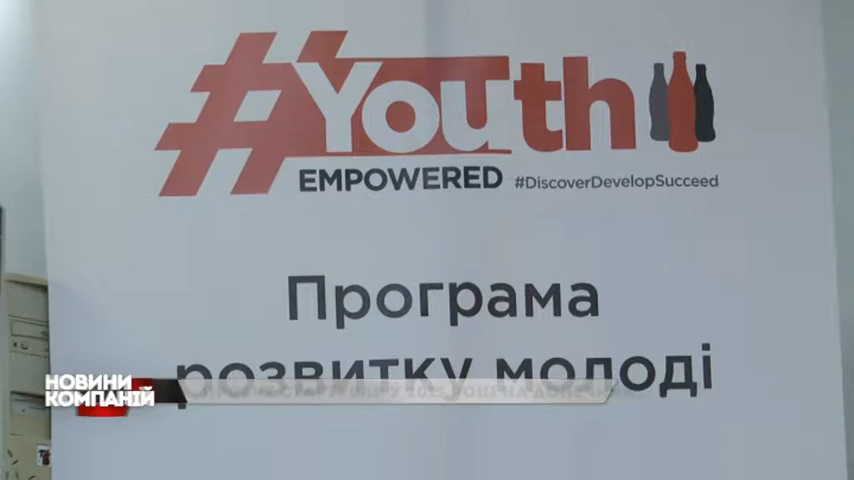 #Youth
EMPOWERED #DiscoverDevelopSucceed
Програма
розвитку молоді
НОВИНИ
КОМПАНІЙ